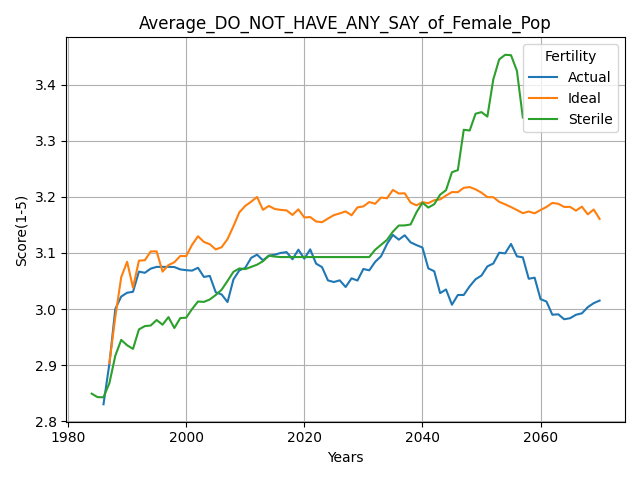 Average_DO_NOT_HAVE_ANY_SAY_of_Female_Pop
Fertility
Actual
Ideal
Sterile
Score(1-5)
3.4
3.3
3.2
3.1
3.0
2.9
2.8
1980 2000 2020 2040 2060
Years